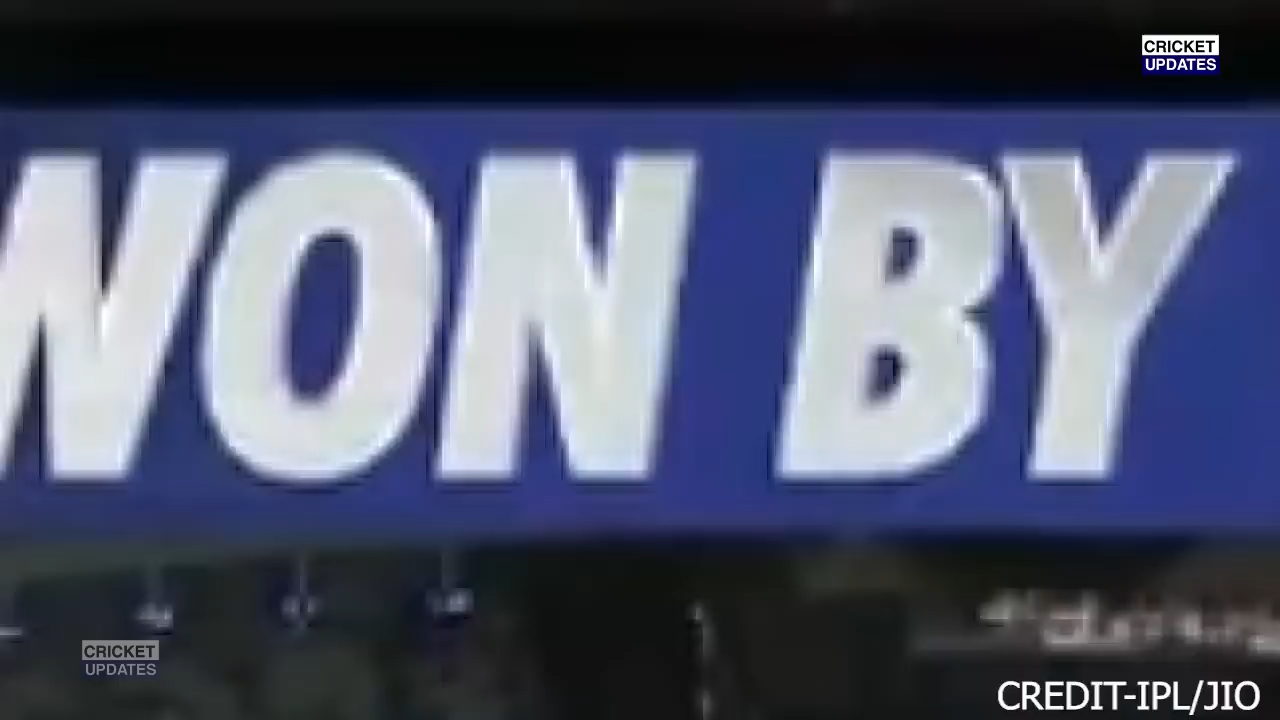 CRICKET
UPDATES
WON BY
CRICKET
UPDATES
CREDIT-IPL/JIO